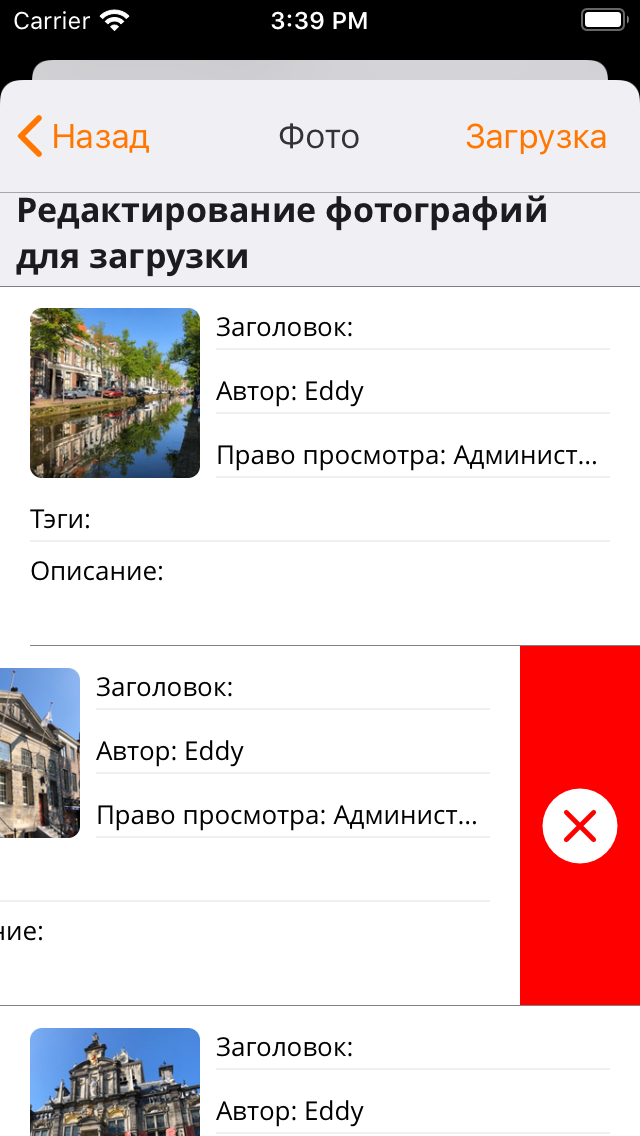 Carrier 3:39 PM
Назад Фото Загрузка
Редактирование фотографий
для загрузки
Заголовок:
Автор: Eddy
Право просмотра: Админист...
Тэги:
Описание:
Заголовок:
Автор: Eddy
Право просмотра: Админист...
ние:
Заголовок:
Автор: Eddy